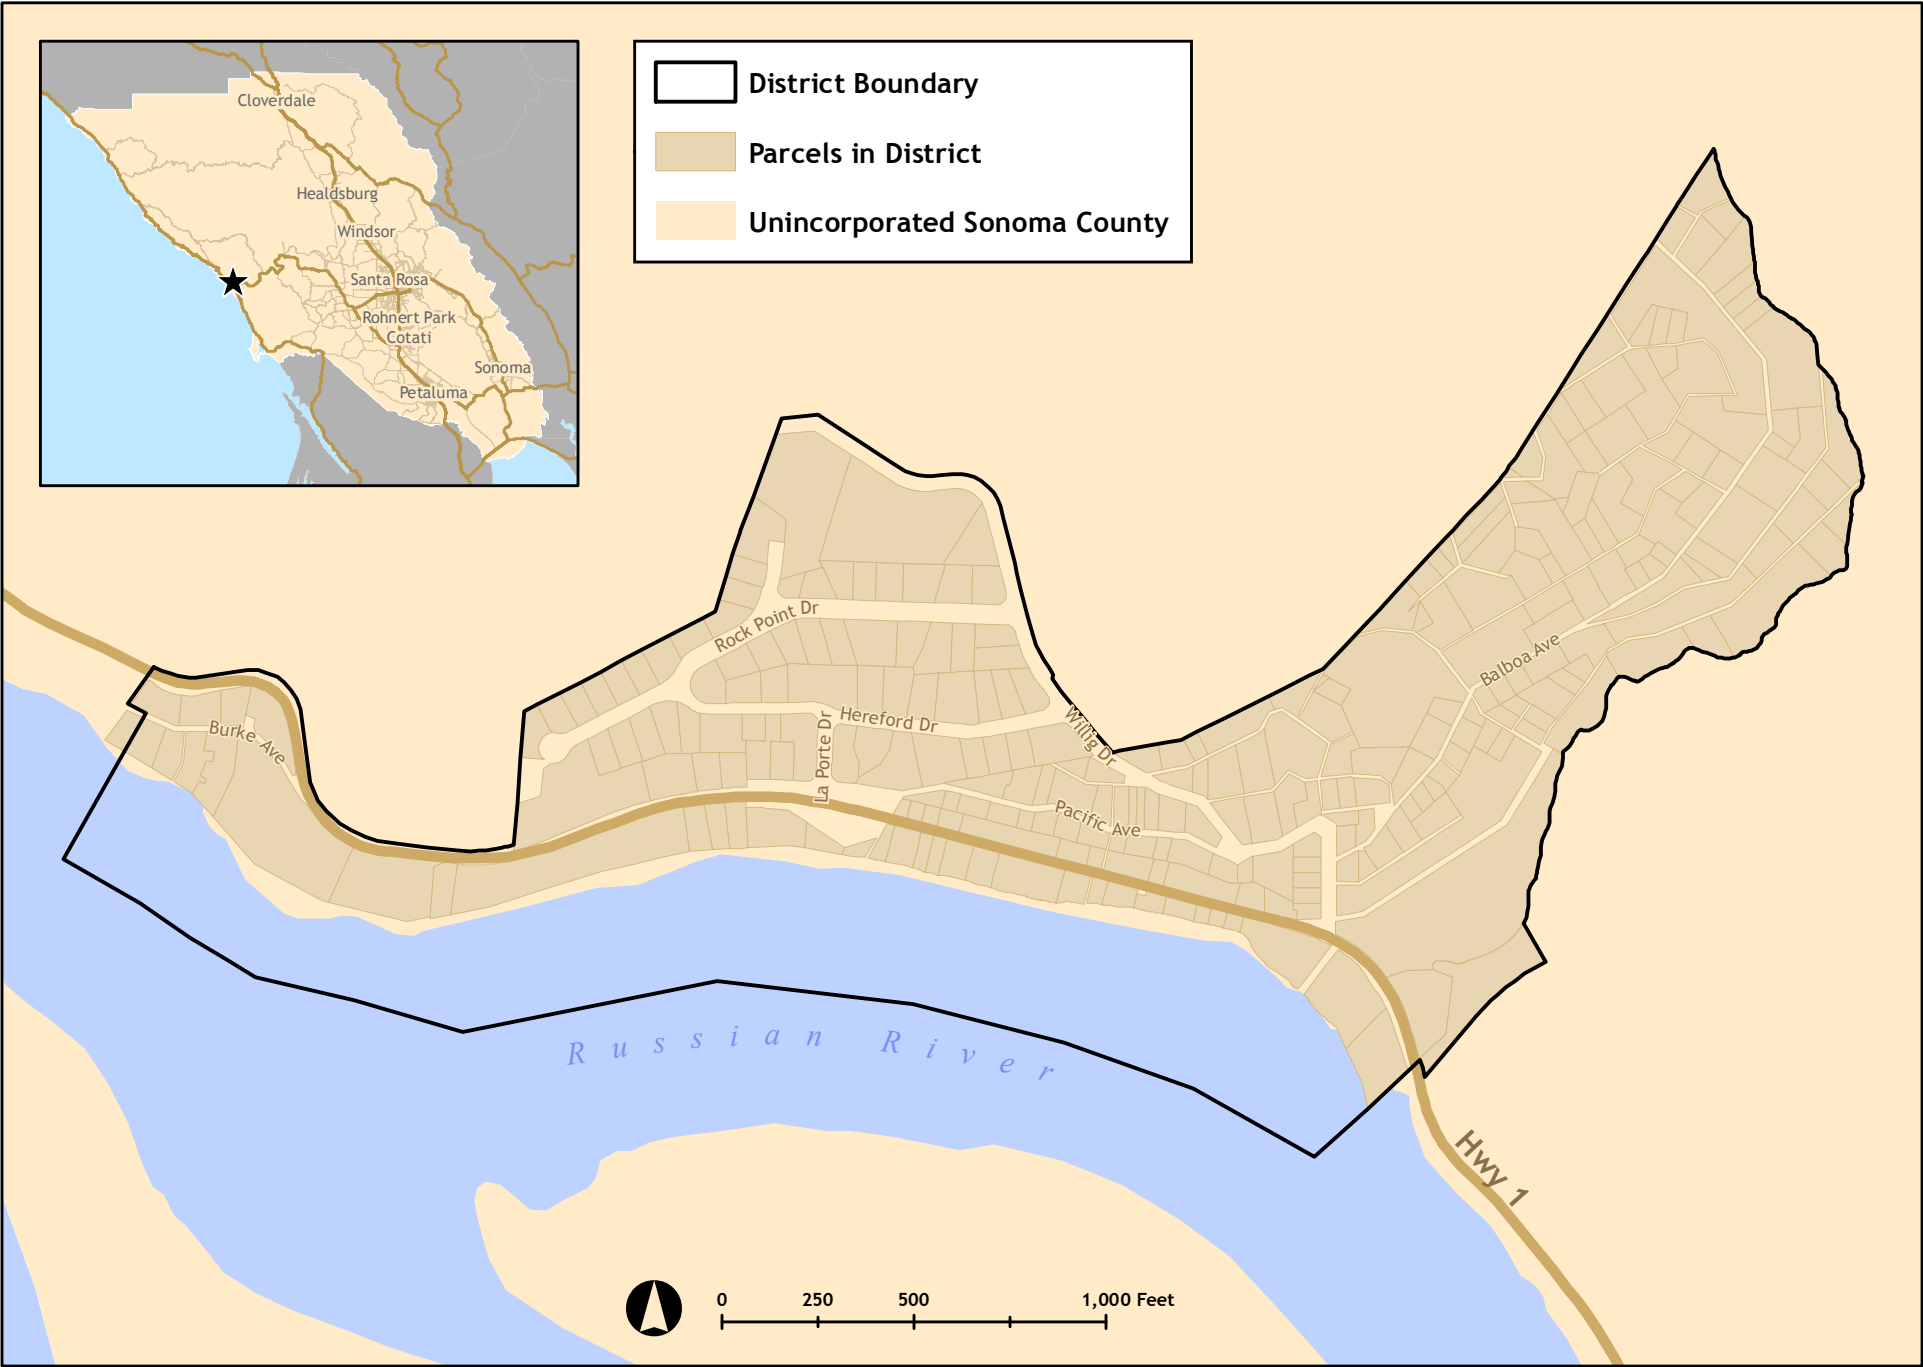 Cloverdale
Healdsburg
Windsor
Santa Rosa
Rohnert Park
Cotati
Sonoma
Petaluma
District Boundary
Parcels in District
Unincorporated Sonoma County
Rock Point Dr
Balboa Ave
Burke Ave
La Porte Dr
Hereford Dr
Willig Dr
Pacific Ave
Russian River
Hwy 1
0 250 500 1,000 Feet